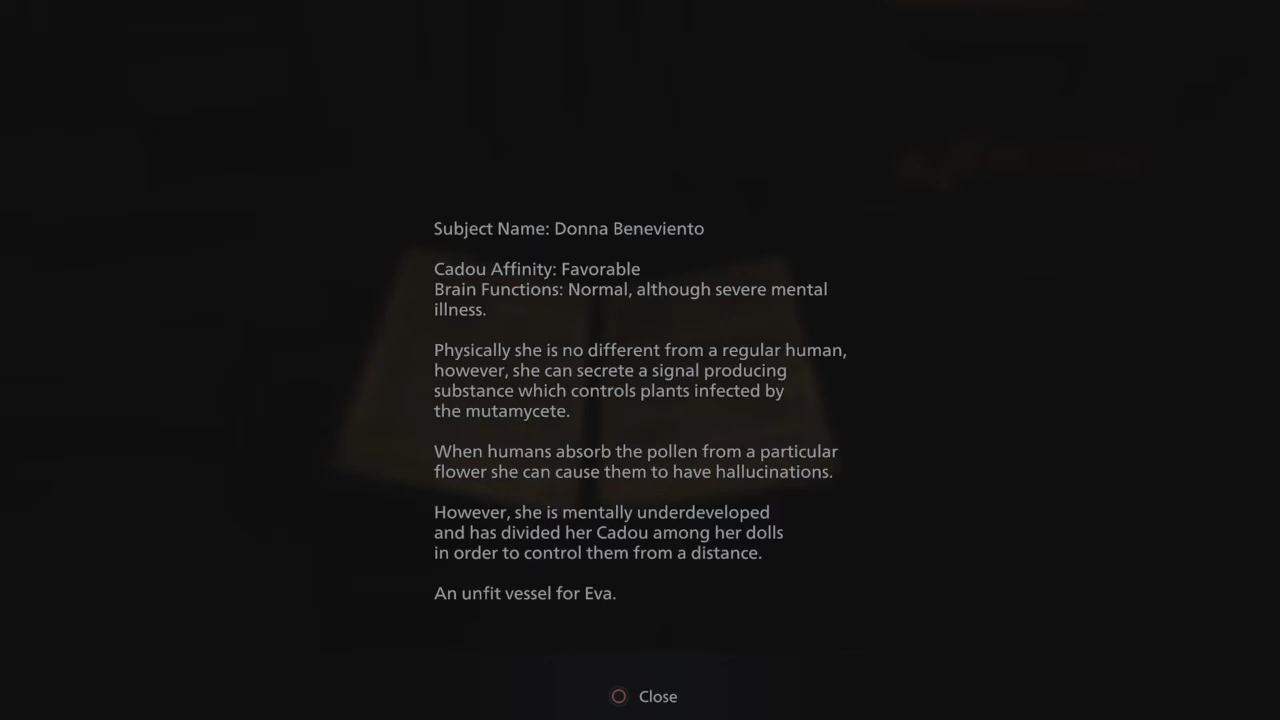 Subject Name: Donna Beneviento
Cadou Affinity: Favorable
Brain Functions: Normal, although severe mental
illness.
Physically she is no different from a regular human,
however, she can secrete a signal producing
substance which controls plants infected by
the mutamycete.
When humans absorb the pollen from a particular
flower she can cause them to have hallucinations.
However, she is mentally underdeveloped
and has divided her Cadou among her dolls
in order to control them from a distance.
An unfit vessel for Eva.
Close